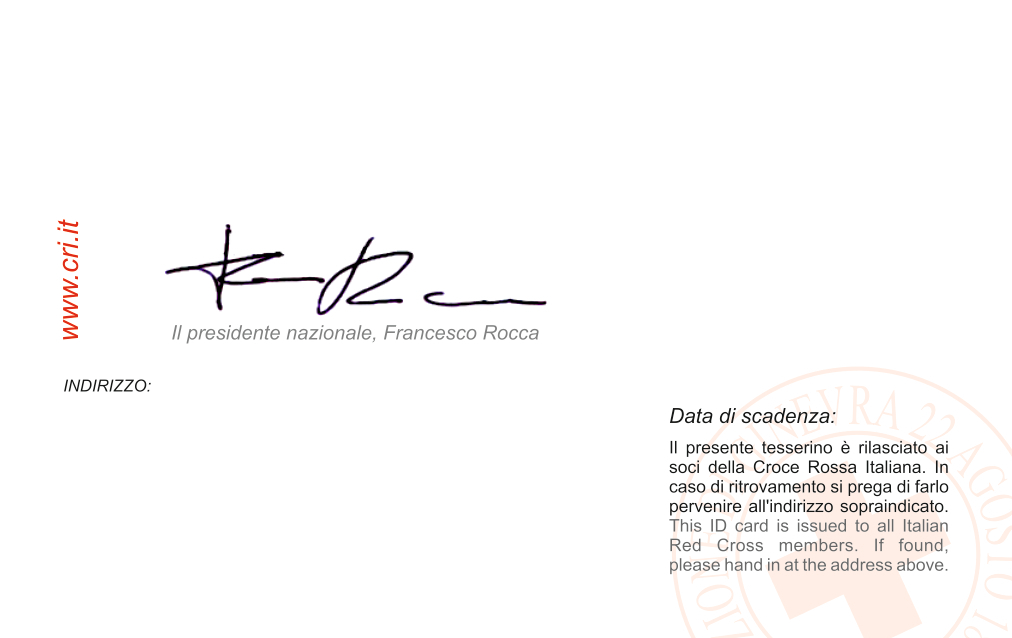 www.cri.it
Il presidente nazionale, Francesco Rocca
INDIRIZZO:
Data di scadenza:
Il presente tesserino è rilasciato ai
soci della Croce Rossa Italiana. In
caso di ritrovamento si prega di farlo
pervenire all'indirizzo sopraindicato.
This ID card is issued to all Italian
Red Cross members. If found,
please hand in at the address above.
GINEVRA 22 AGOSTO